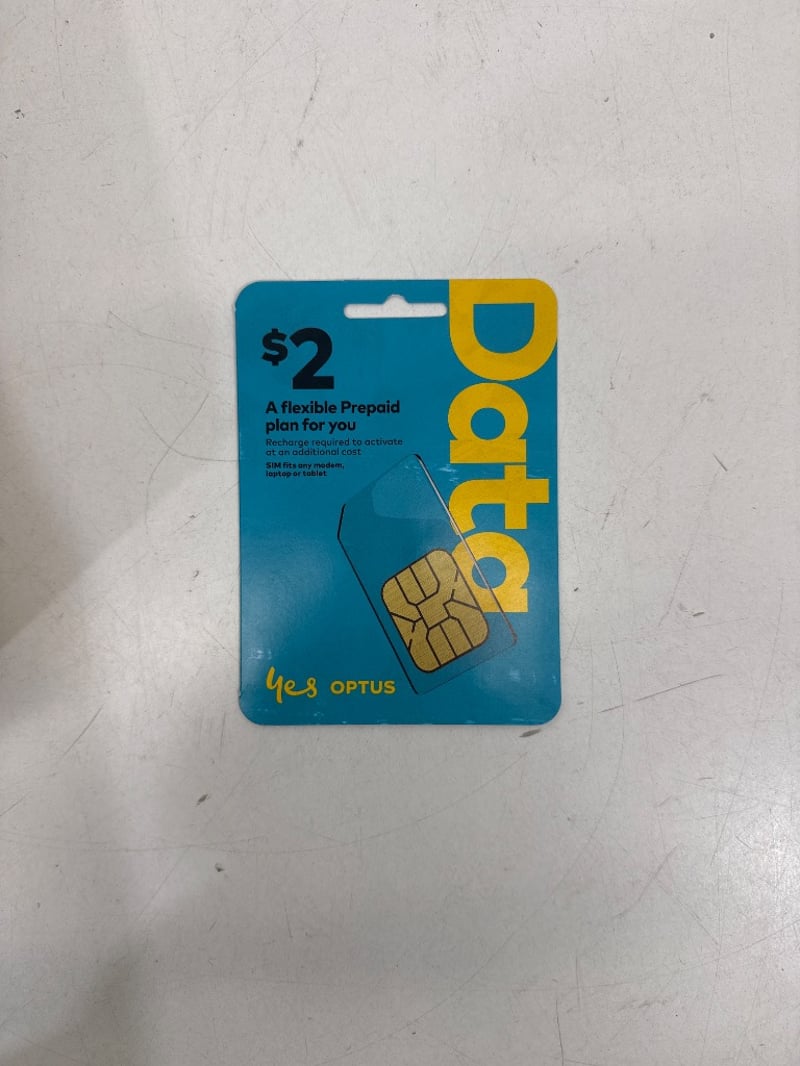 $2
A flexible Prepaid
plan for you
Recharge required to activate
at an additional cost
SIM fits any modem,
laptop or tablet
Data
yes OPTUS